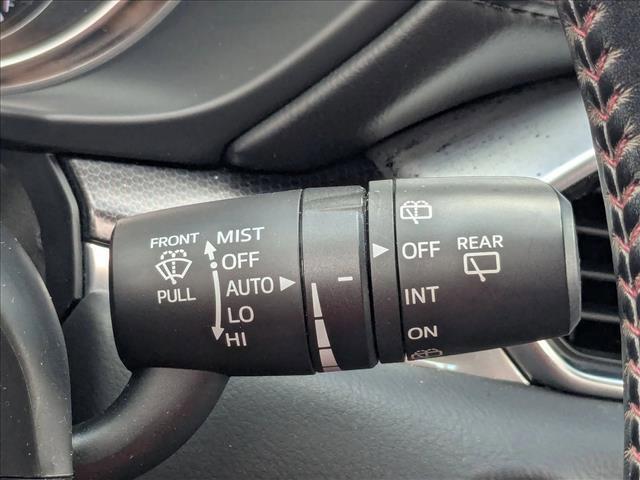 FRONT
PULL
MIST
OFF
AUTO
LO
HI
OFF
INT
ON
REAR